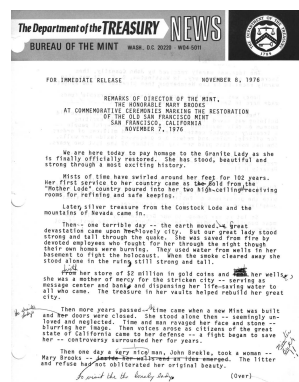 The Department of the TREASURY NEWS
BUREAU OF THE MINT WASH., D.C. 20220 W04-5011
FOR IMMEDIATE RELEASE NOVEMBER 8, 1976
REMARKS OF DIRECTOR OF THE MINT,
THE HONORABLE MARY BROOKS
AT COMMEMORATIVE CEREMONIES MARKING THE RESTORATION
OF THE OLD SAN FRANCISCO MINT
SAN FRANCISCO, CALIFORNIA
NOVEMBER 7, 1976
We are here today to pay homage to the Granite Lady as she
is finally officially restored. She has stood, beautiful and
strong through a most exciting history.
Mists of time have swirled around her feet for 102 years.
Her first service to her country came as the gold from the
"Mother Lode" country poured into her two high-ceiling receiving
rooms for refining and safe keeping.
Later, silver treasure from the Comstock Lode and the
mountains of Nevada came in.
Then-- one terrible day -- the earth moved. A great
devastation came upon her lovely city. But our great lady stood
strong and tall through the shake. She was saved from fire by
devoted employees who fought for her through the night though
their own homes were burning. They used water from wells in her
basement to fight the holocaust. When the smoke cleared away she
stood alone in the ruins still strong and tall.
With her store of $2 million in gold coins and her wells,
she was a mother of mercy for the stricken city -- serving as
message center and bank and dispensing her life-saving water to
all who came. The treasure in her vaults helped rebuild her great
city.
Then more years passed -- time came when a new Mint was built
and her doors were closed. She stood alone then -- seemingly un-
loved and neglected. Time and man ravaged her face and stone --
blurring her image. Then voices arose as citizens of the great
state of California came to her defense -- a fight began to save
her -- controversy surrounded her for years.
Then one day a very nice man, John Brekle, took a woman --
Mary Brooks -- The litter
and refuse had not obliterated her original beauty.
to meet the lovely lady. (Over)